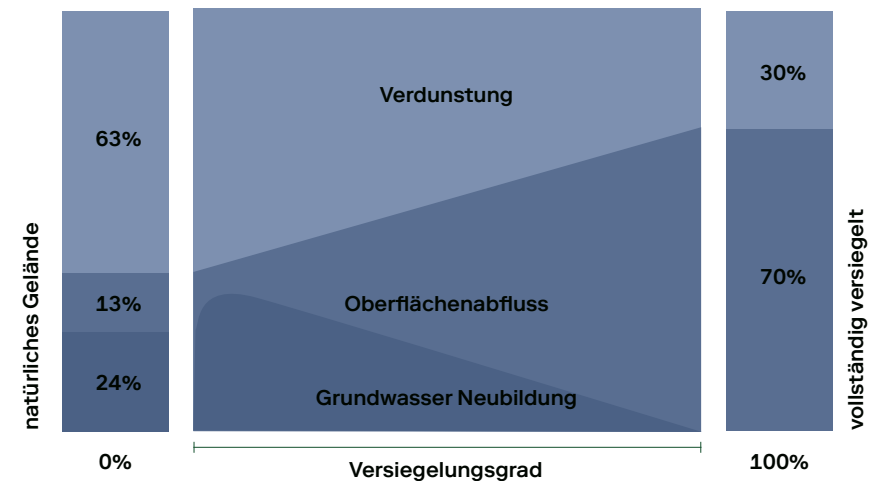 natürliches Gelände
63%
13%
24%
0%
Verdunstung
Oberflächenabfluss
Grundwasser Neubildung
Versiegelungsgrad
30%
70%
100%
vollständig versiegelt